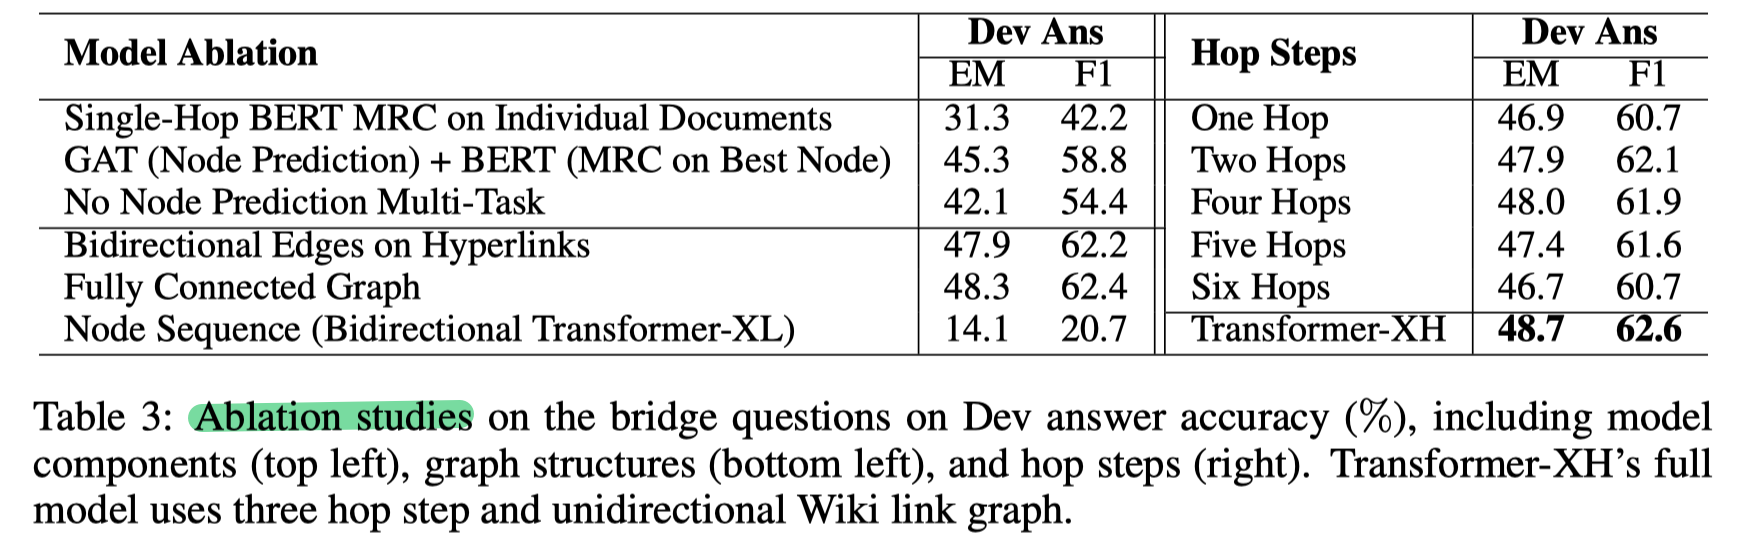 Model Ablation Dev Ans Hop Steps Dev Ans
EM F1 EM F1
Single-Hop BERT MRC on Individual Documents 31.3 42.2 One Hop 46.9 60.7
GAT (Node Prediction) + BERT (MRC on Best Node) 45.3 58.8 Two Hops 47.9 62.1
No Node Prediction Multi-Task 42.1 54.4 Four Hops 48.0 61.9
Bidirectional Edges on Hyperlinks 47.9 62.2 Five Hops 47.4 61.6
Fully Connected Graph 48.3 62.4 Six Hops 46.7 60.7
Node Sequence (Bidirectional Transformer-XL) 14.1 20.7 Transformer-XH 48.7 62.6
Table 3: Ablation studies on the bridge questions on Dev answer accuracy (%), including model
components (top left), graph structures (bottom left), and hop steps (right). Transformer-XH's full
model uses three hop step and unidirectional Wiki link graph.